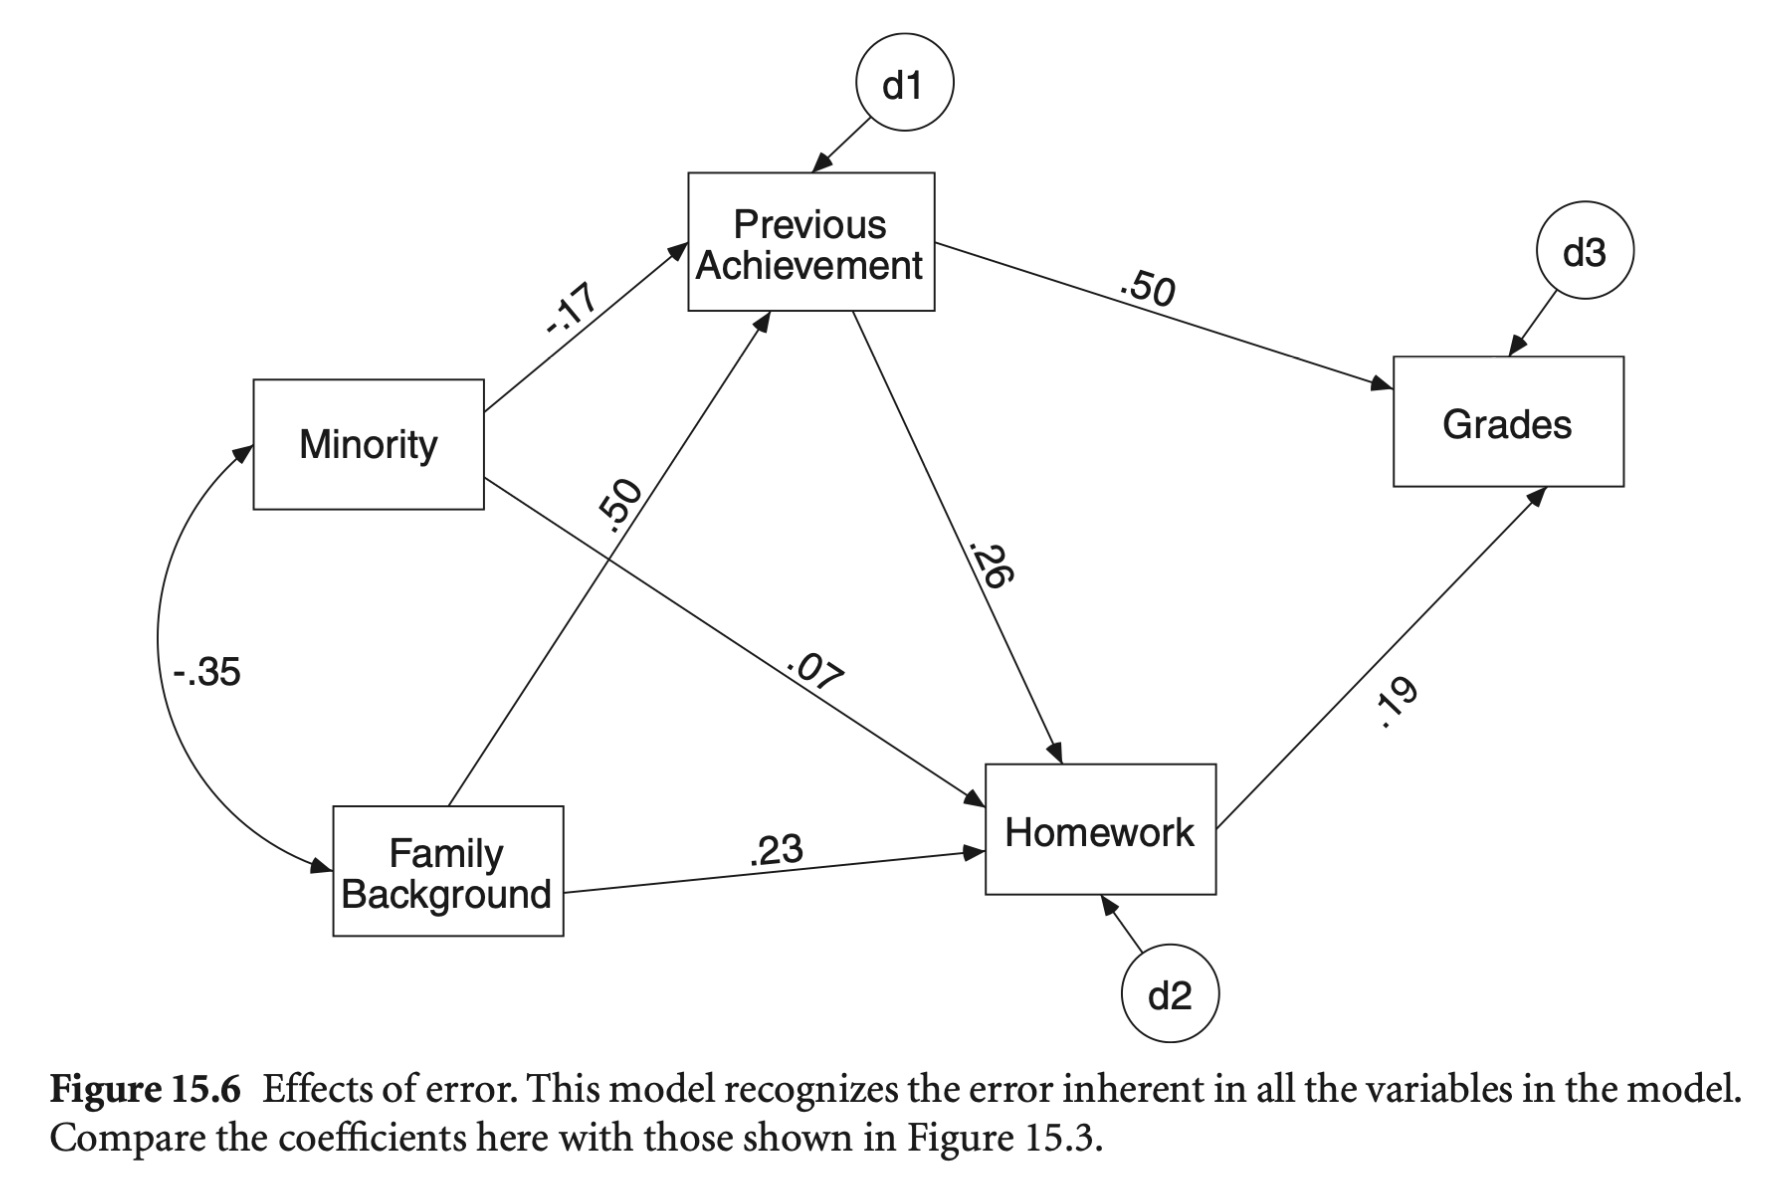 d1
Previous
Achievement
d3
-.17
.50
Grades
Minority
.50
.26
-.35
.07
.19
Family
Background
.23
Homework
d2
Figure 15.6 Effects of error. This model recognizes the error inherent in all the variables in the model.
Compare the coefficients here with those shown in Figure 15.3.